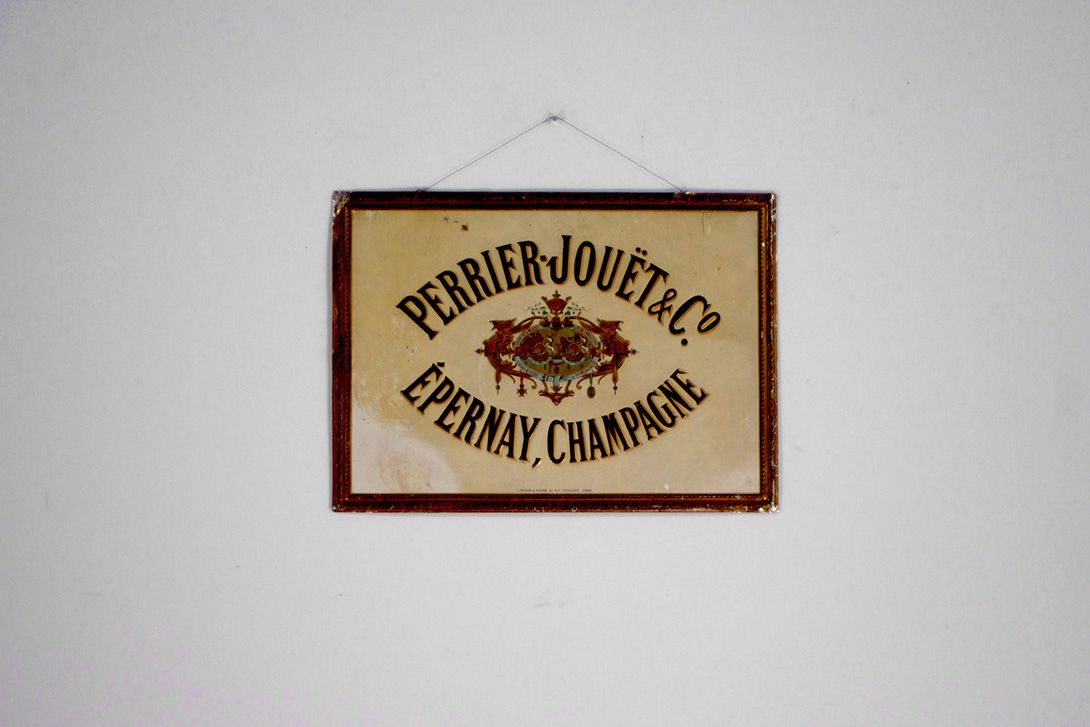 PERRIER-JOUËT & Cº
ÉPERNAY, CHAMPAGNE